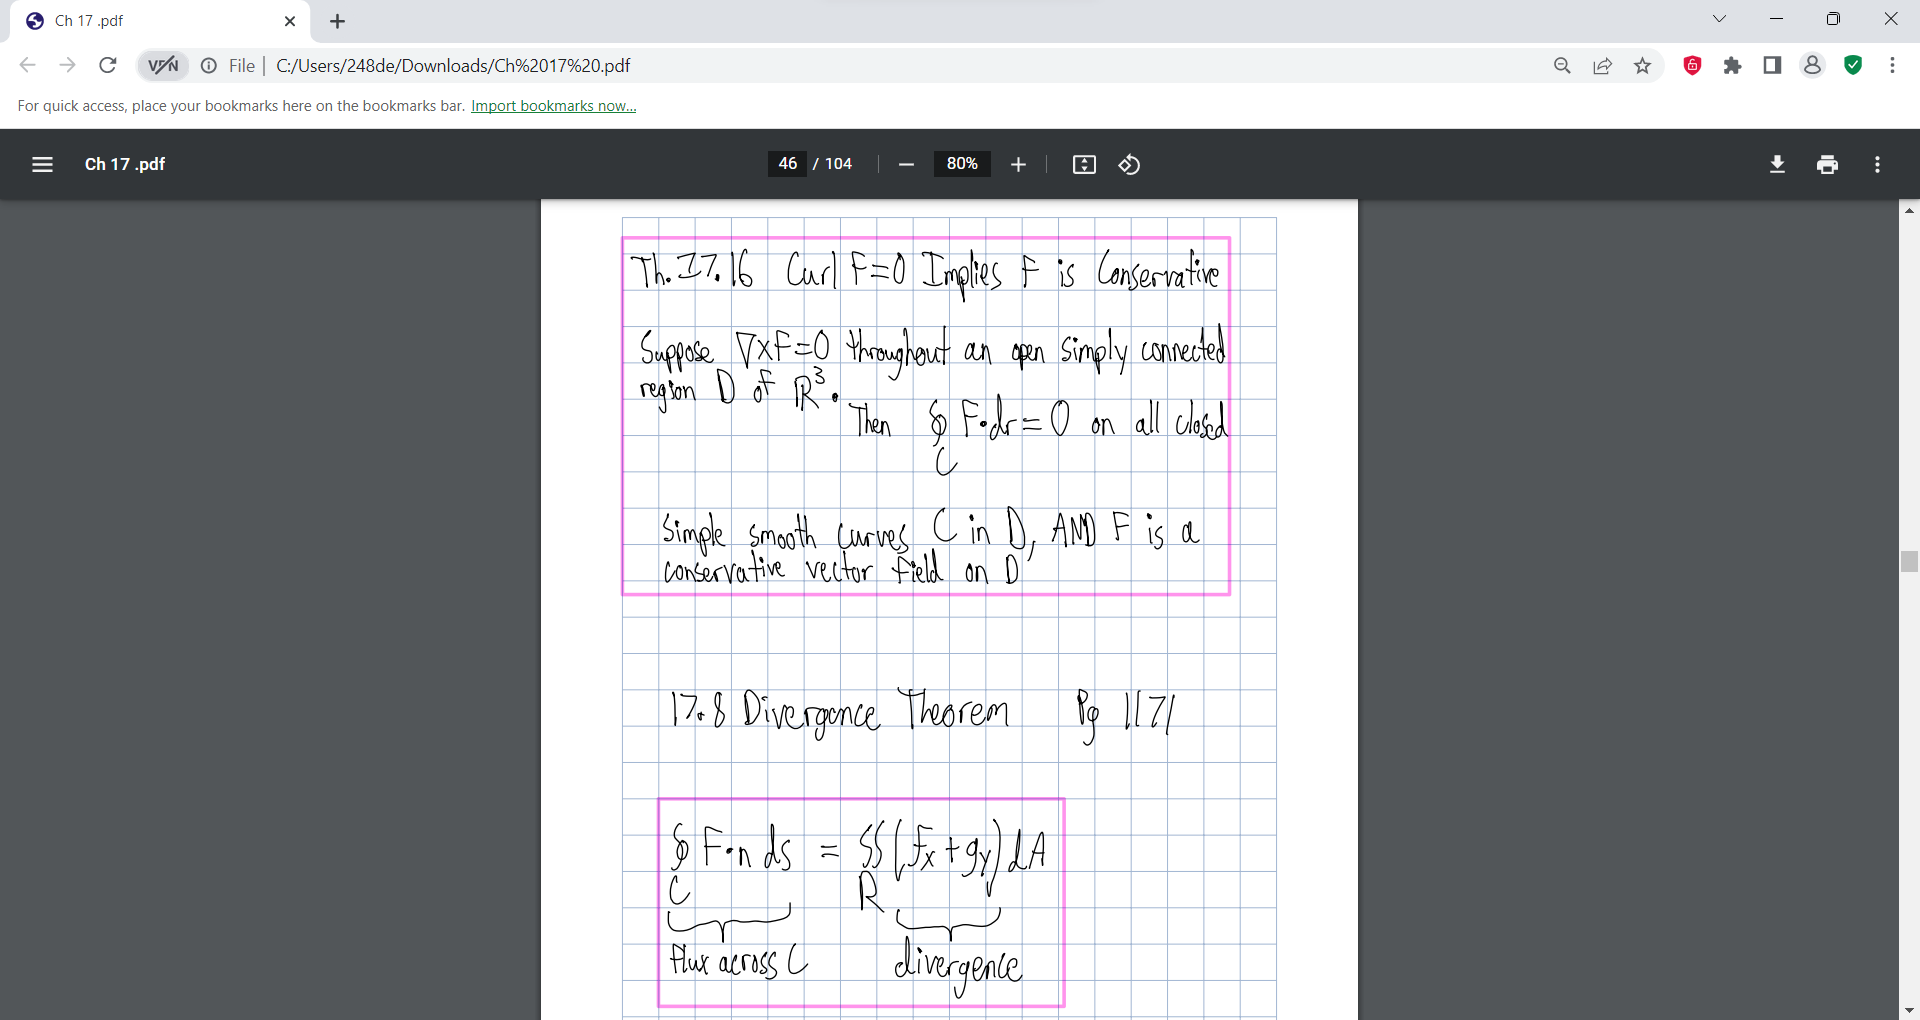 Ch 17 .pdf
VPN File C:/Users/248de/Downloads/Ch%2017%20.pdf
For quick access, place your bookmarks here on the bookmarks bar. Import bookmarks now...
Ch 17 .pdf 46 / 104 80%
Th. 17.16 Curl F=0 Implies F is Conservative
Suppose ∇×F=0 throughout an open simply connected
region D of ℝ³.
Then ∮ F•dr = 0 on all closed
C
Simple smooth curves C in D, AND F is a
conservative vector field on D
17.8 Divergence Theorem Pg 1171
∮ F•n ds = ∬ (fx + gy) dA
C R
flux across C divergence